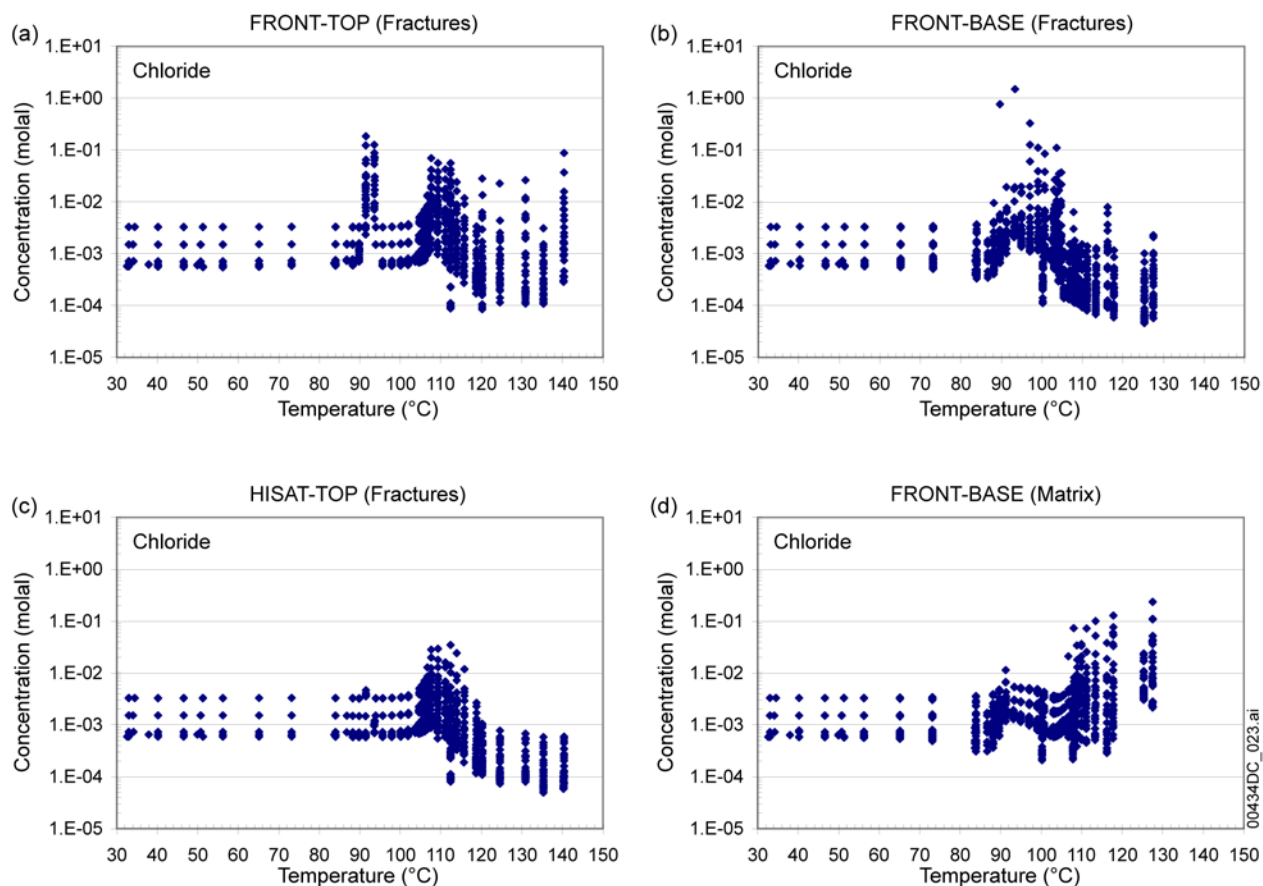 (a)
FRONT-TOP (Fractures)
Concentration (molal)
1.E+01
1.E+00
1.E-01
1.E-02
1.E-03
1.E-04
1.E-05
Chloride
30 40 50 60 70 80 90 100 110 120 130 140 150
Temperature (°C)
(b)
FRONT-BASE (Fractures)
Concentration (molal)
1.E+01
1.E+00
1.E-01
1.E-02
1.E-03
1.E-04
1.E-05
Chloride
30 40 50 60 70 80 90 100 110 120 130 140 150
Temperature (°C)
(c)
HISAT-TOP (Fractures)
Concentration (molal)
1.E+01
1.E+00
1.E-01
1.E-02
1.E-03
1.E-04
1.E-05
Chloride
30 40 50 60 70 80 90 100 110 120 130 140 150
Temperature (°C)
(d)
FRONT-BASE (Matrix)
Concentration (molal)
1.E+01
1.E+00
1.E-01
1.E-02
1.E-03
1.E-04
1.E-05
Chloride
30 40 50 60 70 80 90 100 110 120 130 140 150
Temperature (°C)
00434DC_023.ai